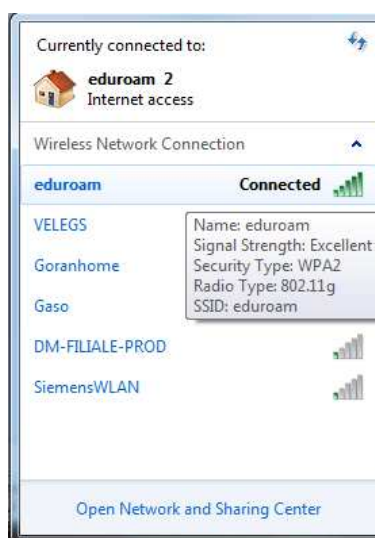 Currently connected to:
eduroam 2
Internet access
Wireless Network Connection
eduroam Connected
VELEGS
Name: eduroam
Signal Strength: Excellent
Security Type: WPA2
Radio Type: 802.11g
SSID: eduroam
Goranhome
Gaso
DM-FILIALE-PROD
SiemensWLAN
Open Network and Sharing Center